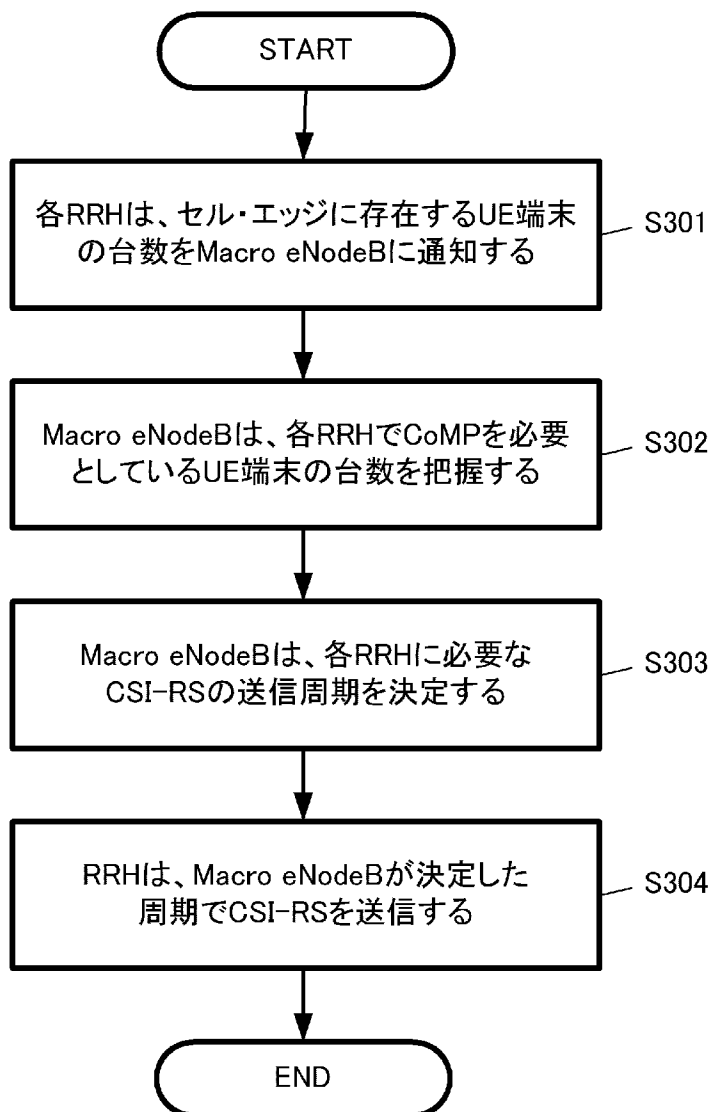 START
各RRHは、セル・エッジに存在するUE端末
の台数をMacro eNodeBに通知する
S301
Macro eNodeBは、各RRHでCoMPを必要
としているUE端末の台数を把握する
S302
Macro eNodeBは、各RRHに必要な
CSI-RSの送信周期を決定する
S303
RRHは、Macro eNodeBが決定した
周期でCSI-RSを送信する
S304
END